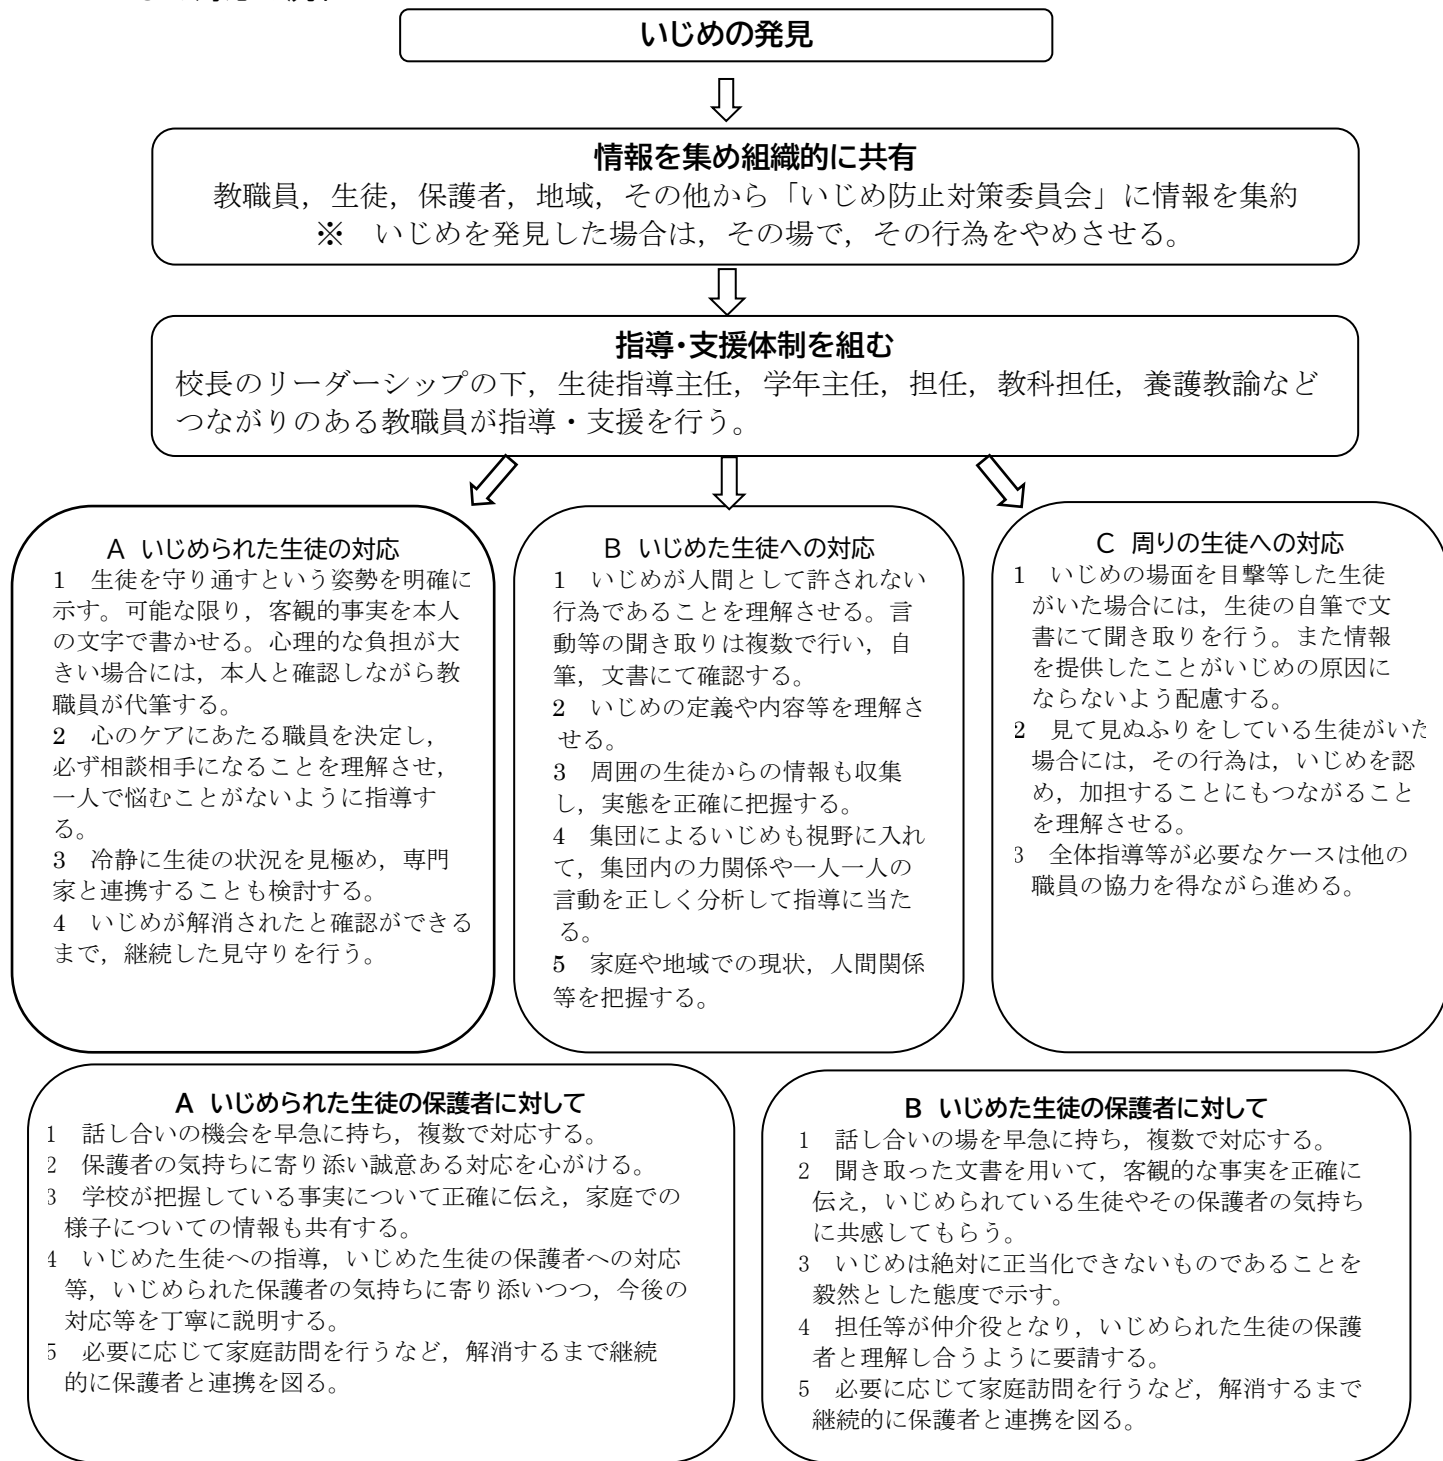 いじめの発見
情報を集め組織的に共有
教職員，生徒，保護者，地域，その他から「いじめ防止対策委員会」に情報を集約
※　いじめを発見した場合は，その場で，その行為をやめさせる。
指導・支援体制を組む
校長のリーダーシップの下，生徒指導主任，学年主任，担任，教科担任，養護教諭など
つながりのある教職員が指導・支援を行う。
A いじめられた生徒の対応
1　生徒を守り通すという姿勢を明確に
示す。可能な限り，客観的事実を本人
の文字で書かせる。心理的な負担が大
きい場合には，本人と確認しながら教
職員が代筆する。
2　心のケアにあたる職員を決定し，
必ず相談相手になることを理解させ，
一人で悩むことがないように指導す
る。
3　冷静に生徒の状況を見極め，専門
家と連携することも検討する。
4　いじめが解消されたと確認ができる
まで，継続した見守りを行う。
B いじめた生徒への対応
1　いじめが人間として許されない
行為であることを理解させる。言
動等の聞き取りは複数で行い，自
筆，文書にて確認する。
2　いじめの定義や内容等を理解さ
せる。
3　周囲の生徒からの情報も収集
し，実態を正確に把握する。
4　集団によるいじめも視野に入れ
て，集団内の力関係や一人一人の
言動を正しく分析して指導に当た
る。
5　家庭や地域での現状，人間関係
等を把握する。
C 周りの生徒への対応
1　いじめの場面を目撃等した生徒
がいた場合には，生徒の自筆で文
書にて聞き取りを行う。また情報
を提供したことがいじめの原因に
ならないよう配慮する。
2　見て見ぬふりをしている生徒がいた
場合には，その行為は，いじめを認
め，加担することにもつながること
を理解させる。
3　全体指導等が必要なケースは他の
職員の協力を得ながら進める。
A いじめられた生徒の保護者に対して
1　話し合いの機会を早急に持ち，複数で対応する。
2　保護者の気持ちに寄り添い誠意ある対応を心がける。
3　学校が把握している事実について正確に伝え，家庭での
様子についての情報も共有する。
4　いじめた生徒への指導，いじめた生徒の保護者への対応
等，いじめられた保護者の気持ちに寄り添いつつ，今後の
対応等を丁寧に説明する。
5　必要に応じて家庭訪問を行うなど，解消するまで継続
的に保護者と連携を図る。
B いじめた生徒の保護者に対して
1　話し合いの場を早急に持ち，複数で対応する。
2　聞き取った文書を用いて，客観的な事実を正確に
伝え，いじめられている生徒やその保護者の気持ち
に共感してもらう。
3　いじめは絶対に正当化できないものであることを
毅然とした態度で示す。
4　担任等が仲介役となり，いじめられた生徒の保護
者と理解し合うように要請する。
5　必要に応じて家庭訪問を行うなど，解消するまで
継続的に保護者と連携を図る。